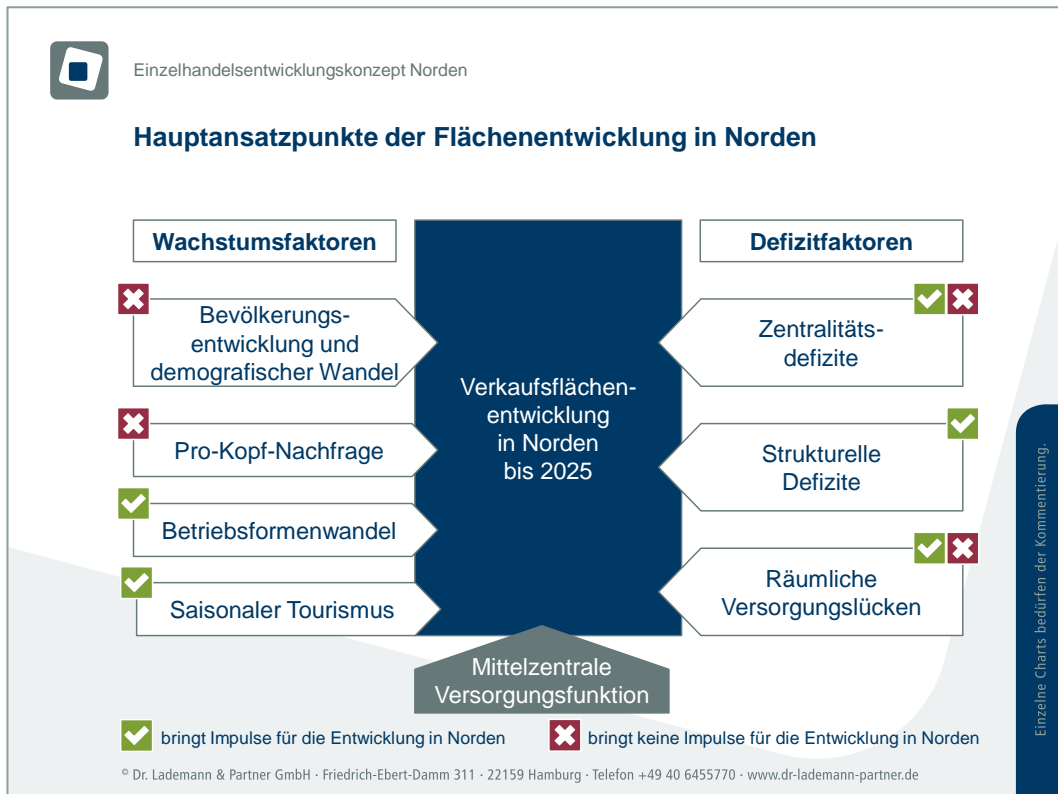 Einzelhandelsentwicklungskonzept Norden
Hauptansatzpunkte der Flächenentwicklung in Norden
Wachstumsfaktoren
Bevölkerungs-
entwicklung und
demografischer Wandel
Pro-Kopf-Nachfrage
Betriebsformenwandel
Saisonaler Tourismus
Verkaufsflächen-
entwicklung
in Norden
bis 2025
Mittelzentrale
Versorgungsfunktion
Defizitfaktoren
Zentralitäts-
defizite
Strukturelle
Defizite
Räumliche
Versorgungslücken
bringt Impulse für die Entwicklung in Norden
bringt keine Impulse für die Entwicklung in Norden
© Dr. Lademann & Partner GmbH · Friedrich-Ebert-Damm 311 · 22159 Hamburg · Telefon +49 40 6455770 · www.dr-lademann-partner.de
Einzelne Charts bedürfen der Kommentierung.